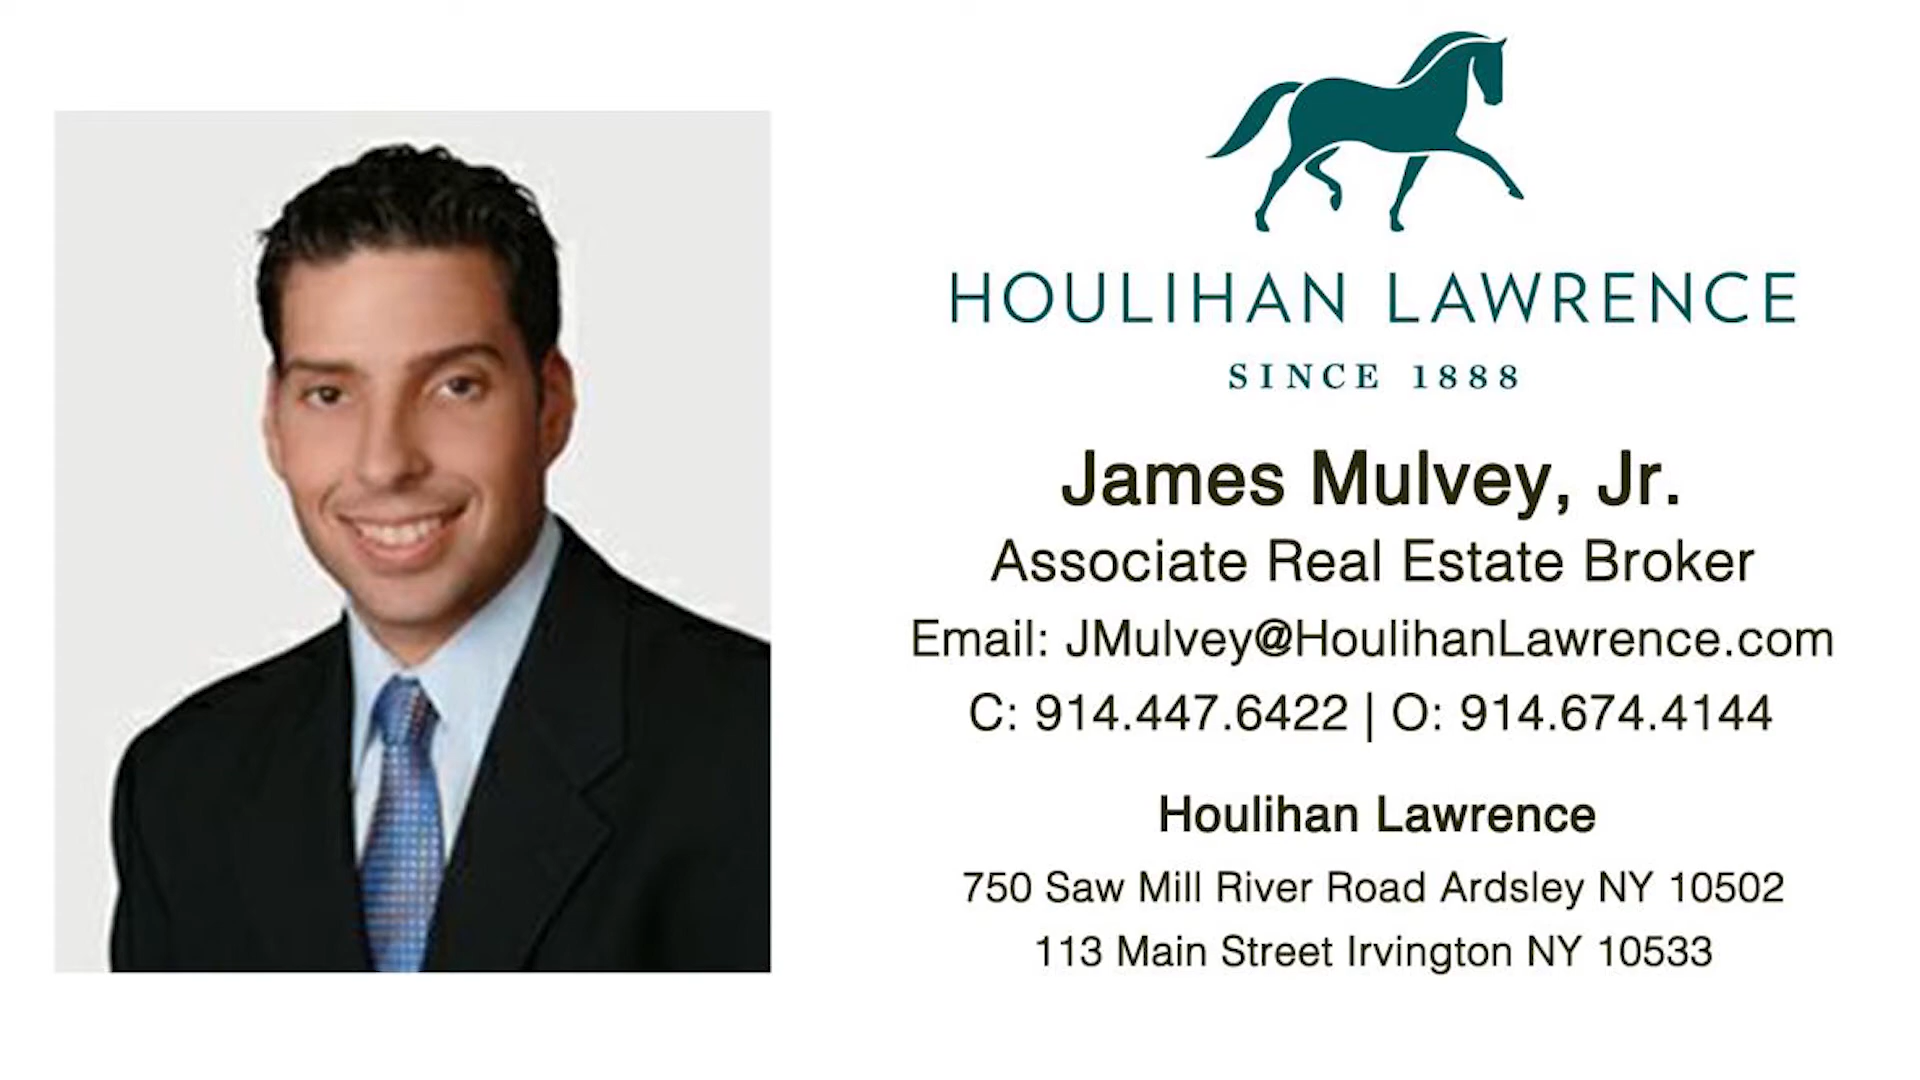 HOULIHAN LAWRENCE
SINCE 1888
James Mulvey, Jr.
Associate Real Estate Broker
Email: JMulvey@HoulihanLawrence.com
C: 914.447.6422 | O: 914.674.4144
Houlihan Lawrence
750 Saw Mill River Road Ardsley NY 10502
113 Main Street Irvington NY 10533